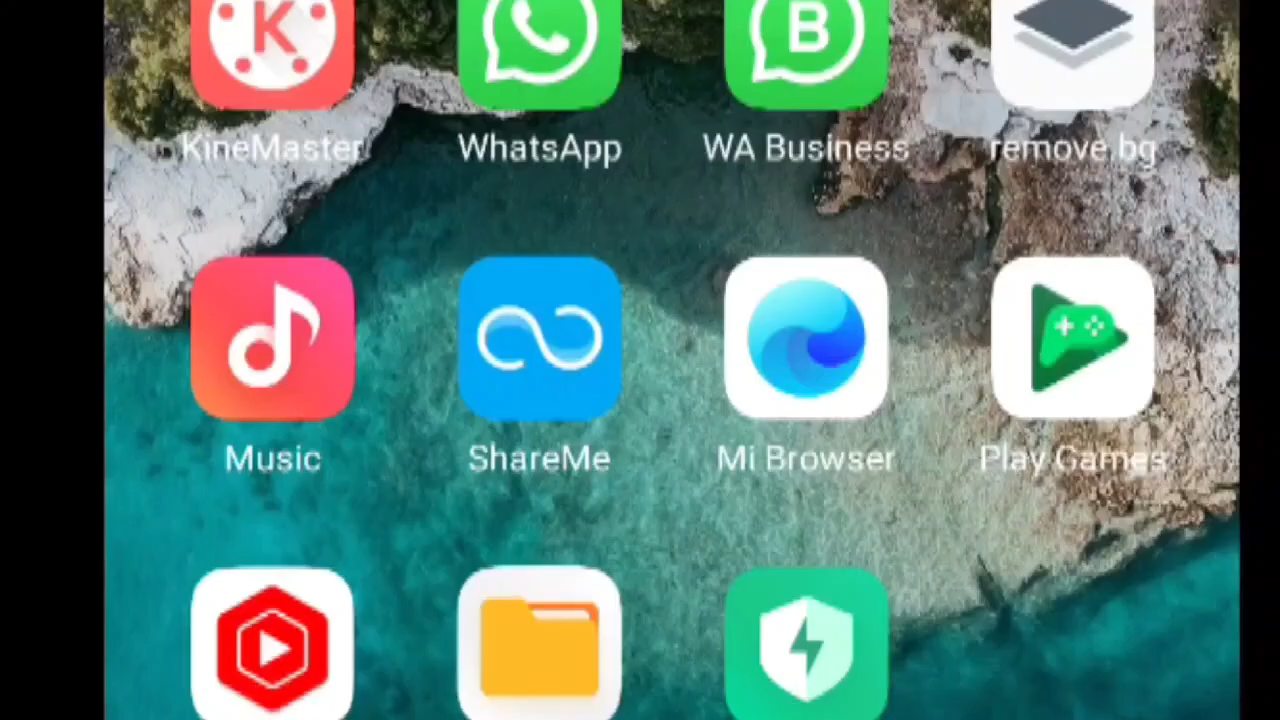 K
B
KineMaster
WhatsApp
WA Business
remove.bg
Music
ShareMe
Mi Browser
Play Games